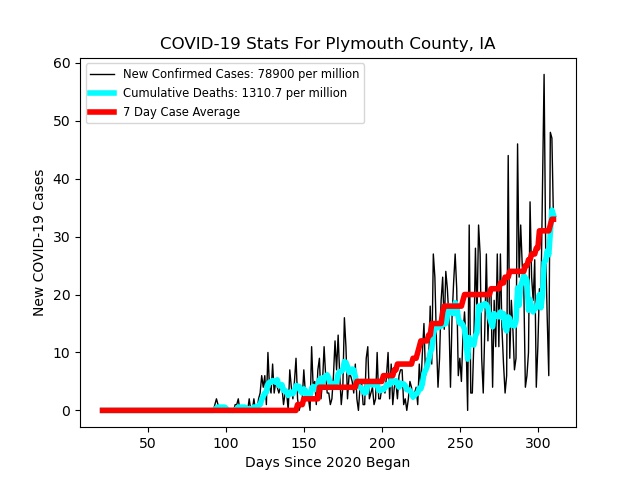 COVID-19 Stats For Plymouth County, IA
New Confirmed Cases: 78900 per million
Cumulative Deaths: 1310.7 per million
7 Day Case Average
60
50
40
30
20
10
0
New COVID-19 Cases
50 100 150 200 250 300
Days Since 2020 Began